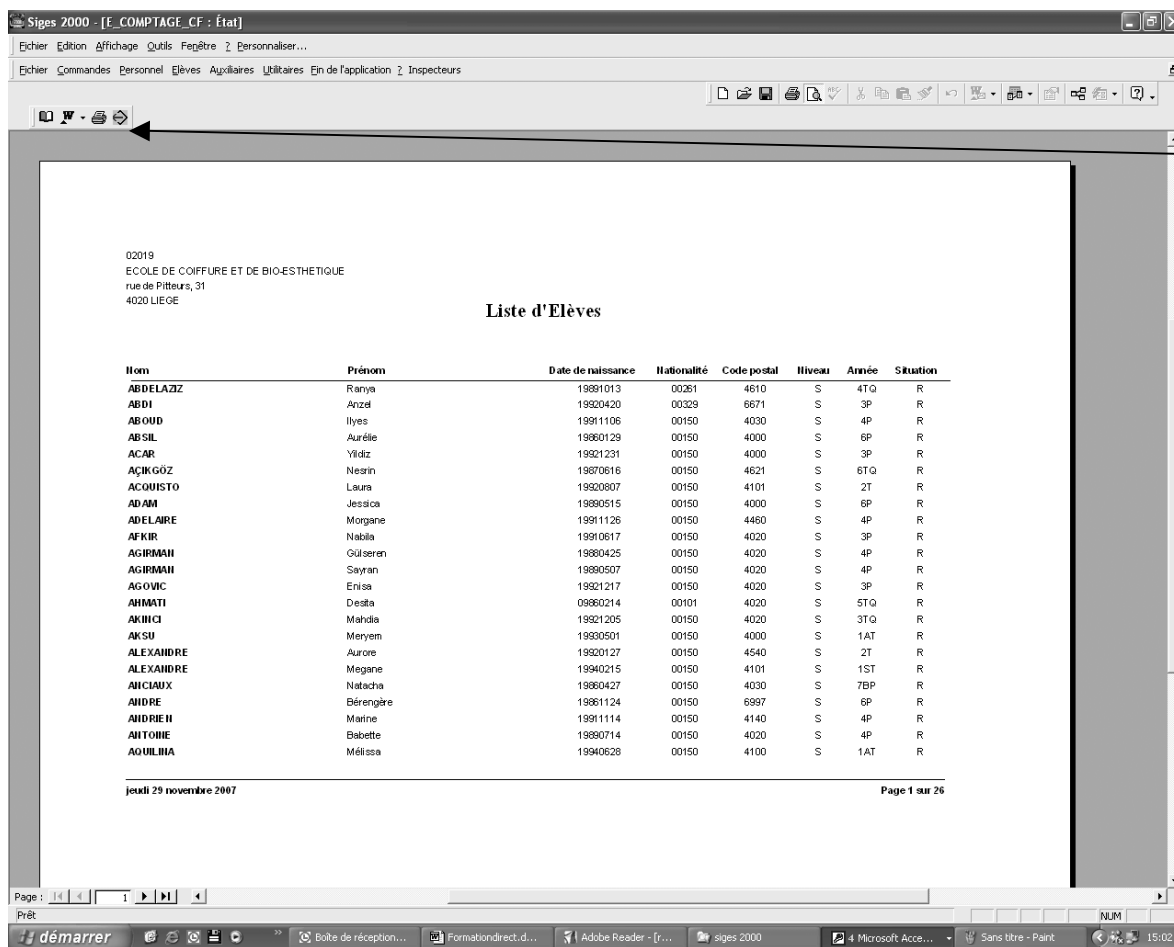 Siges 2000 - [E_COMPTAGE_CF : État]
Fichier Edition Affichage Outils Fenêtre ? Personnaliser...
Fichier Commandes Personnel Elèves Auxiliaires Utilitaires Fin de l'application ? Inspecteurs
02019
ECOLE DE COIFFURE ET DE BIO-ESTHETIQUE
rue de Pitteurs, 31
4020 LIEGE
Liste d'Elèves
Nom Prénom Date de naissance Nationalité Code postal Niveau Année Situation
ABDELAZIZ Ranya 19891013 00261 4610 S 4TQ R
ABDI Anzel 19920420 00329 6671 S 3P R
ABOUD Ilyes 19911106 00150 4030 S 4P R
ABSIL Aurélie 19860129 00150 4000 S 6P R
ACAR Yildiz 19921231 00150 4000 S 3P R
AÇIKGÖZ Nesrin 19870616 00150 4621 S 6TQ R
ACQUISTO Laura 19920807 00150 4101 S 2T R
ADAM Jessica 19890515 00150 4000 S 6P R
ADELAIRE Morgane 19911126 00150 4460 S 4P R
AFKIR Nabila 19910617 00150 4020 S 3P R
AGIRMAN Gülseren 19880425 00150 4020 S 4P R
AGIRMAN Sayran 19890507 00150 4020 S 4P R
AGOVIC Enisa 19921217 00150 4020 S 3P R
AHMATI Desita 09860214 00101 4020 S 5TQ R
AKINCI Mahdia 19921205 00150 4020 S 3TQ R
AKSU Meryem 19930501 00150 4000 S 1AT R
ALEXANDRE Aurore 19920127 00150 4540 S 2T R
ALEXANDRE Megane 19940215 00150 4101 S 1ST R
ANCIAUX Natacha 19860427 00150 4030 S 7BP R
ANDRE Bérengère 19861124 00150 6997 S 6P R
ANDRIEN Marine 19911114 00150 4140 S 4P R
ANTOINE Babette 19890714 00150 4020 S 4P R
AQUILINA Mélissa 19940628 00150 4100 S 1AT R
jeudi 29 novembre 2007 Page 1 sur 26
Page : 1
Prêt NUM
démarrer Boîte de réception... Formationdirect.d... Adobe Reader - [r... siges 2000 4 Microsoft Acce... Sans titre - Paint